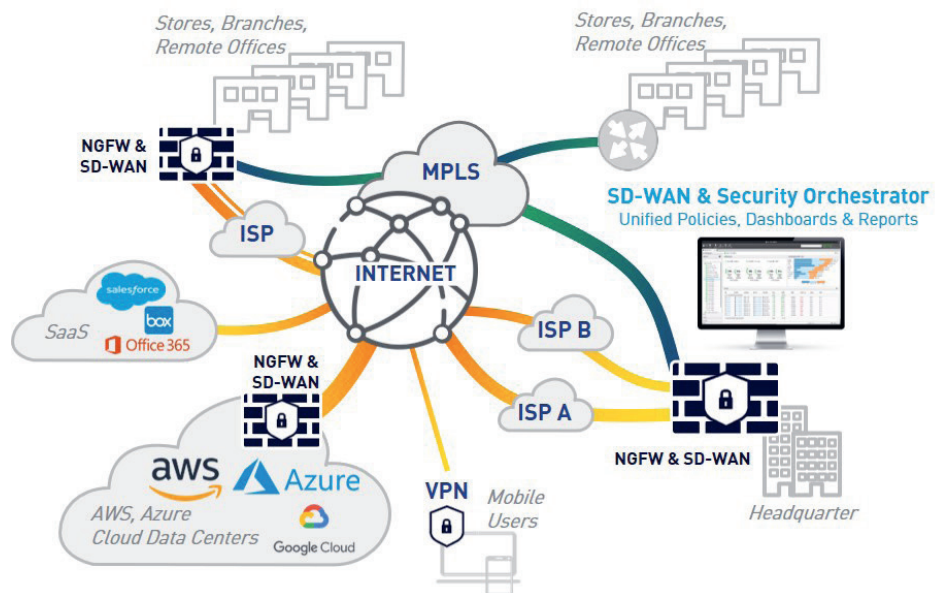 Stores, Branches,
Remote Offices
Stores, Branches,
Remote Offices
NGFW &
SD-WAN
MPLS
SD-WAN & Security Orchestrator
Unified Policies, Dashboards & Reports
ISP
INTERNET
salesforce
SaaS
box
Office 365
ISP B
NGFW &
SD-WAN
ISP A
NGFW & SD-WAN
aws
Azure
AWS, Azure
Cloud Data Centers
Google Cloud
VPN
Mobile
Users
Headquarter